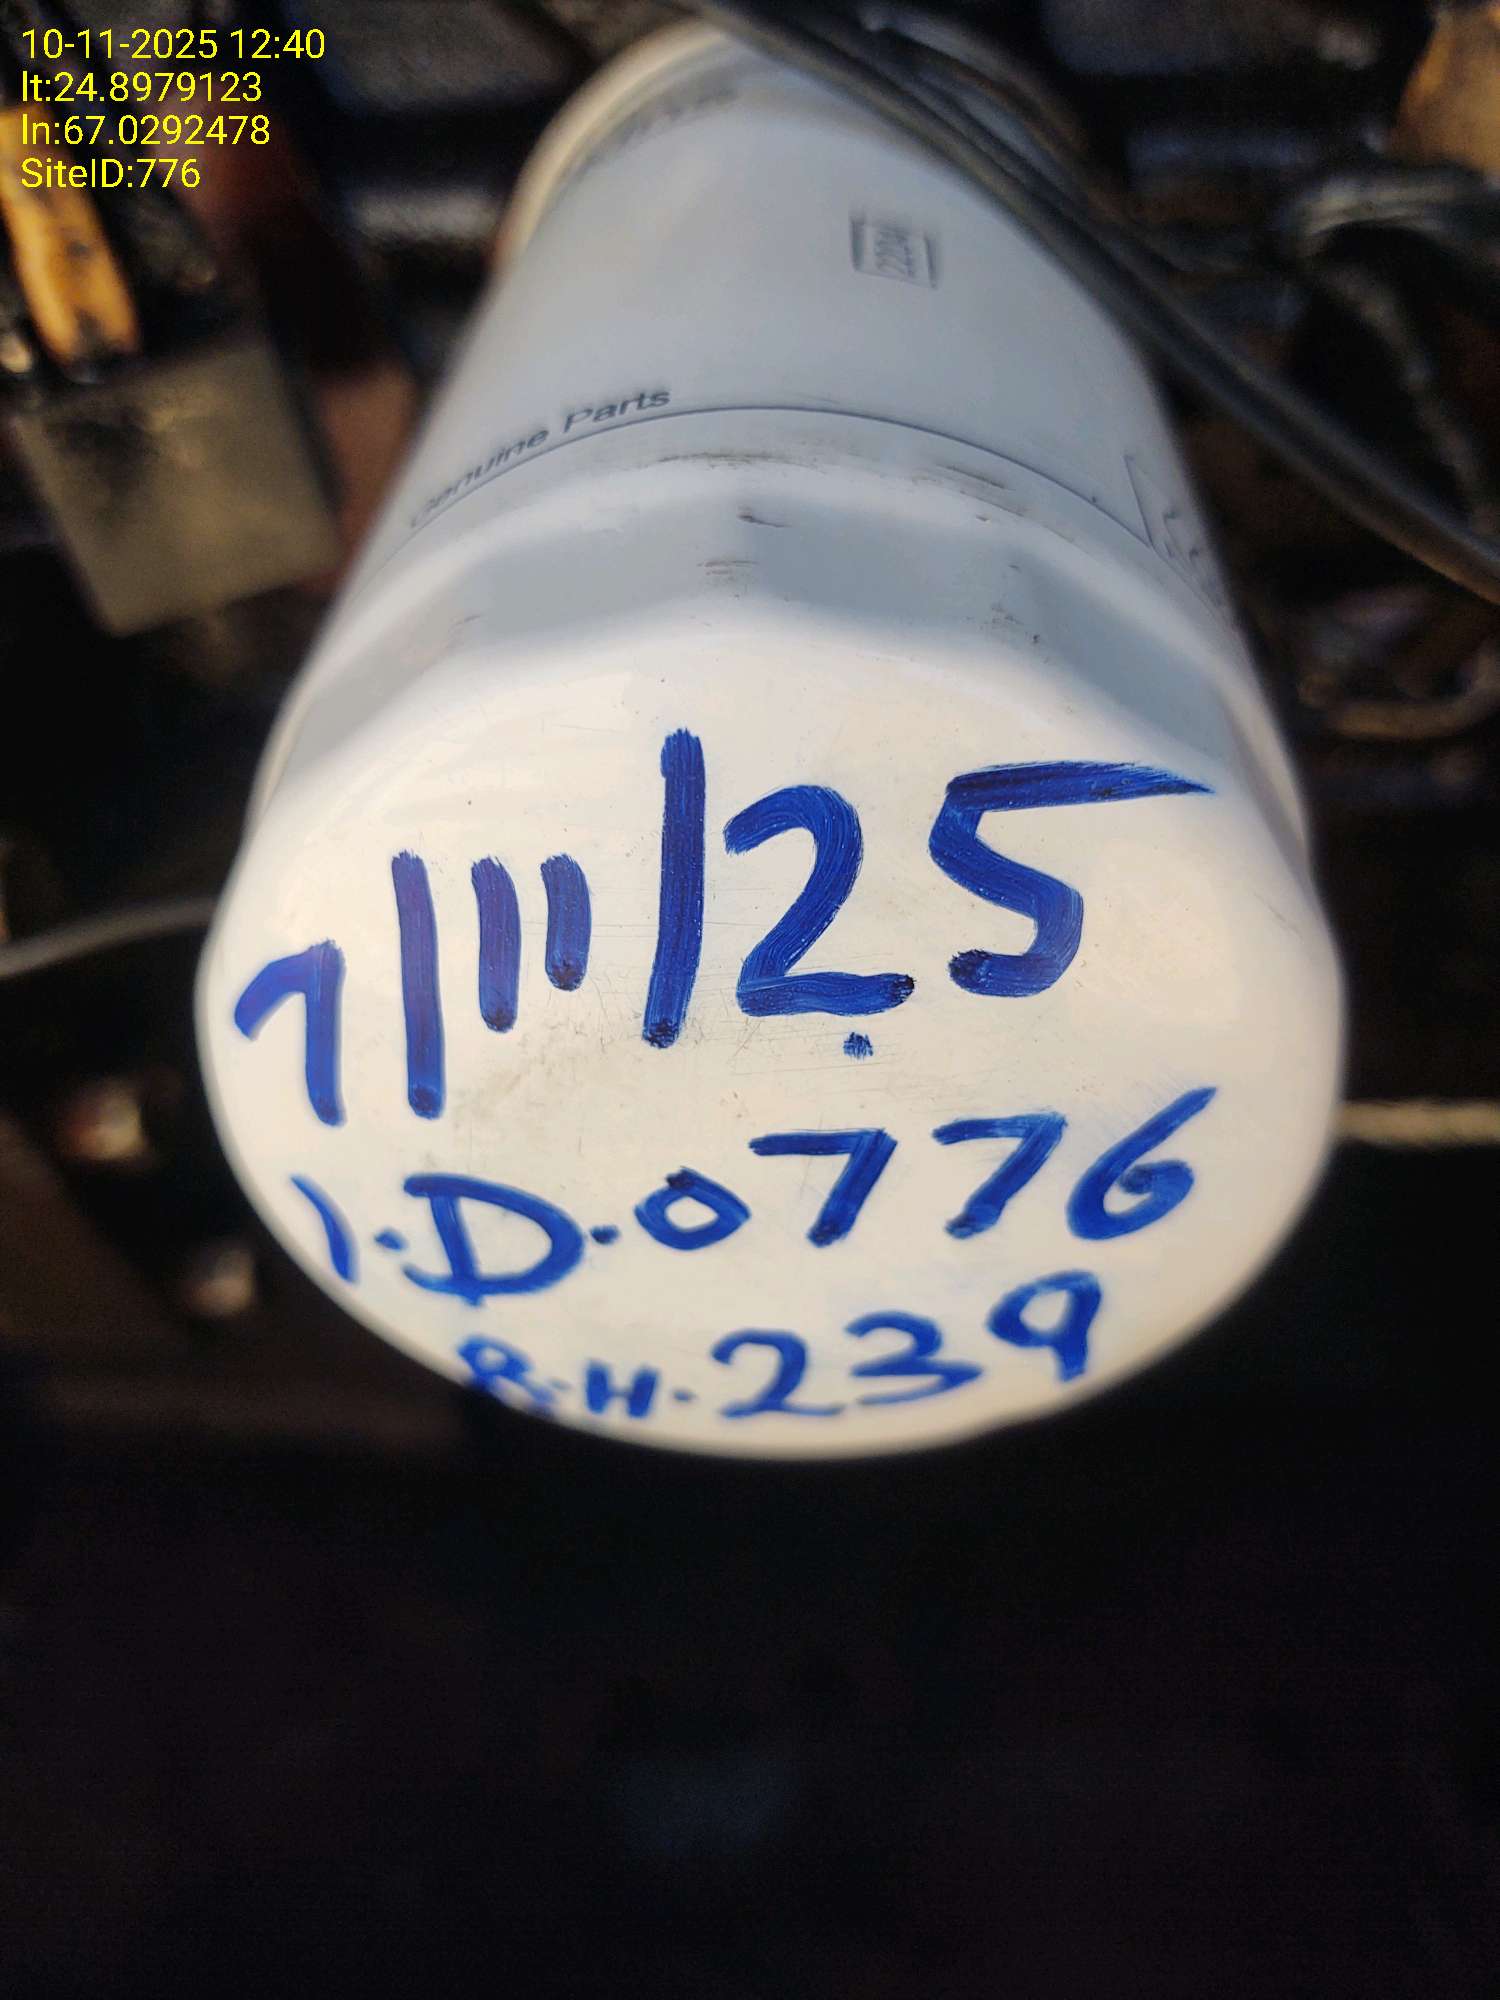 10-11-2025 12:40
lt:24.8979123
ln:67.0292478
SiteID:776
Genuine Parts
7/11/25
I.D.0776
R.H.239